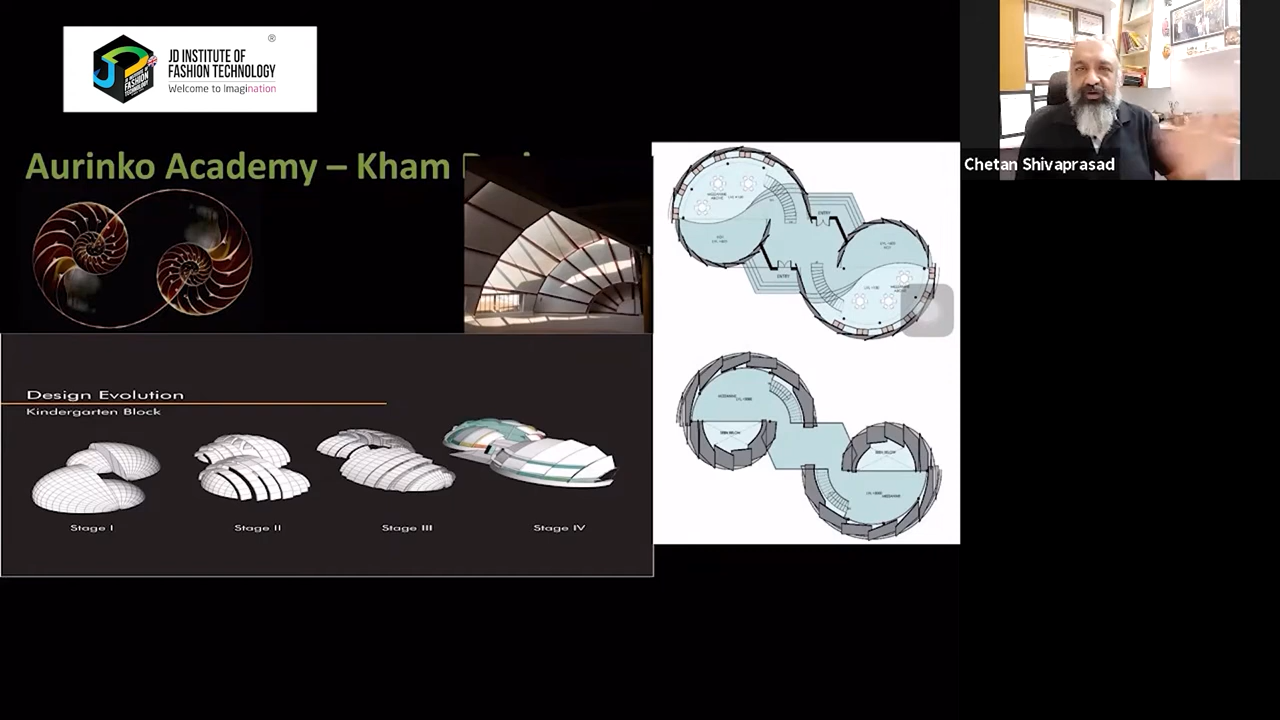 JD INSTITUTE OF
FASHION TECHNOLOGY
Welcome to Imagination
®
Aurinko Academy – Kham
Chetan Shivaprasad
ENTRY
ENTRY
Design Evolution
Kindergarten Block
Stage I
Stage II
Stage III
Stage IV